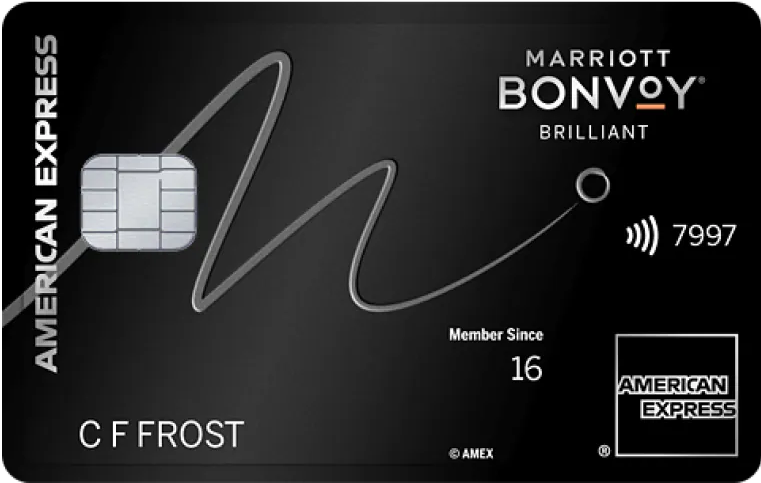 AMERICAN EXPRESS
MARRIOTT
BONVOY®
BRILLIANT
7997
Member Since
16
AMERICAN
EXPRESS
®
C F FROST
© AMEX